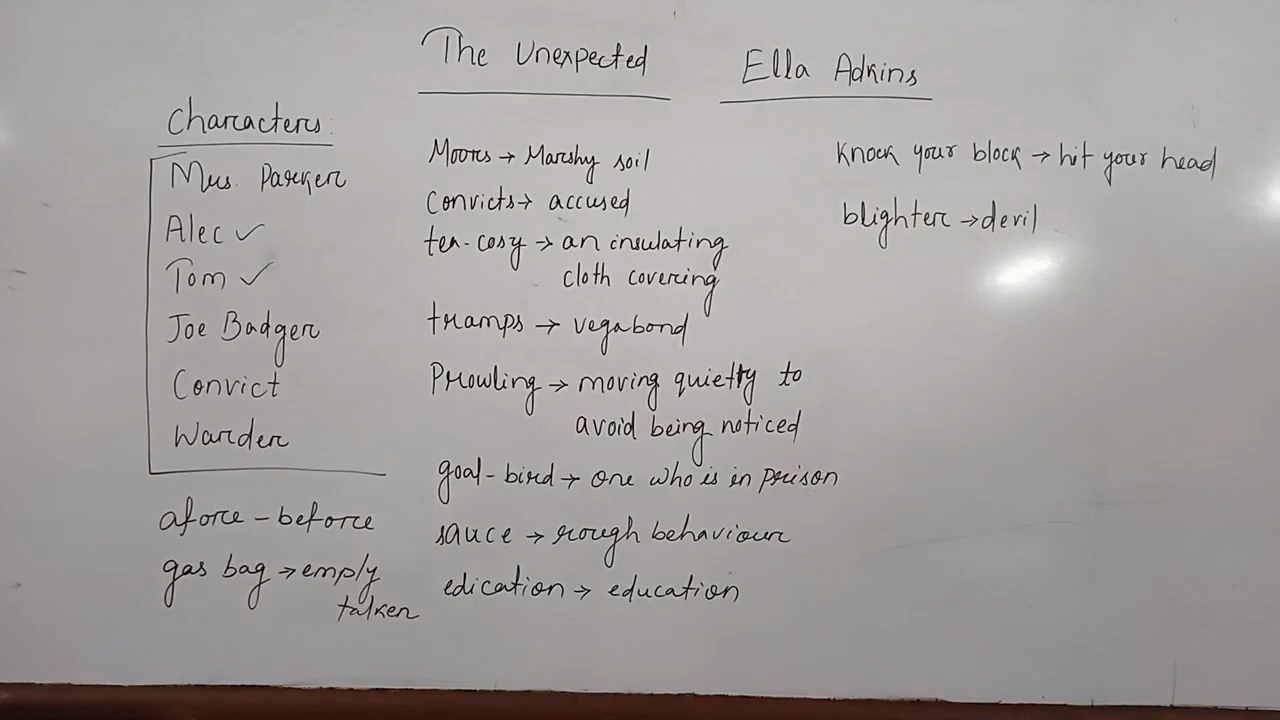 The Unexpected
Ella Adkins
Characters:
Mrs. Parker
Alec ✓
Tom ✓
Joe Badger
Convict
Warder
afore - before
gas bag → emply
talker
Moors → Marshy soil
Convicts → accused
tea-cosy → an insulating
cloth covering
tramps → vegabond
Prowling → moving quietly to
avoid being noticed
goal-bird → one who is in prison
sauce → rough behaviour
edication → education
Knock your block → hit your head
blighter → devil